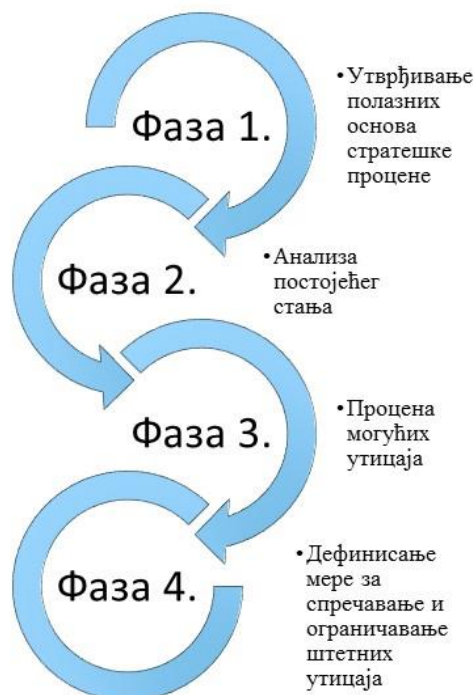 Фаза 1.
•Утврђивање
полазних
основа
стратешке
процене
Фаза 2.
•Анализа
постојећег
стања
Фаза 3.
•Процена
могућих
утицаја
Фаза 4.
•Дефинисање
мере за
спречавање и
ограничавање
штетних
утицаја